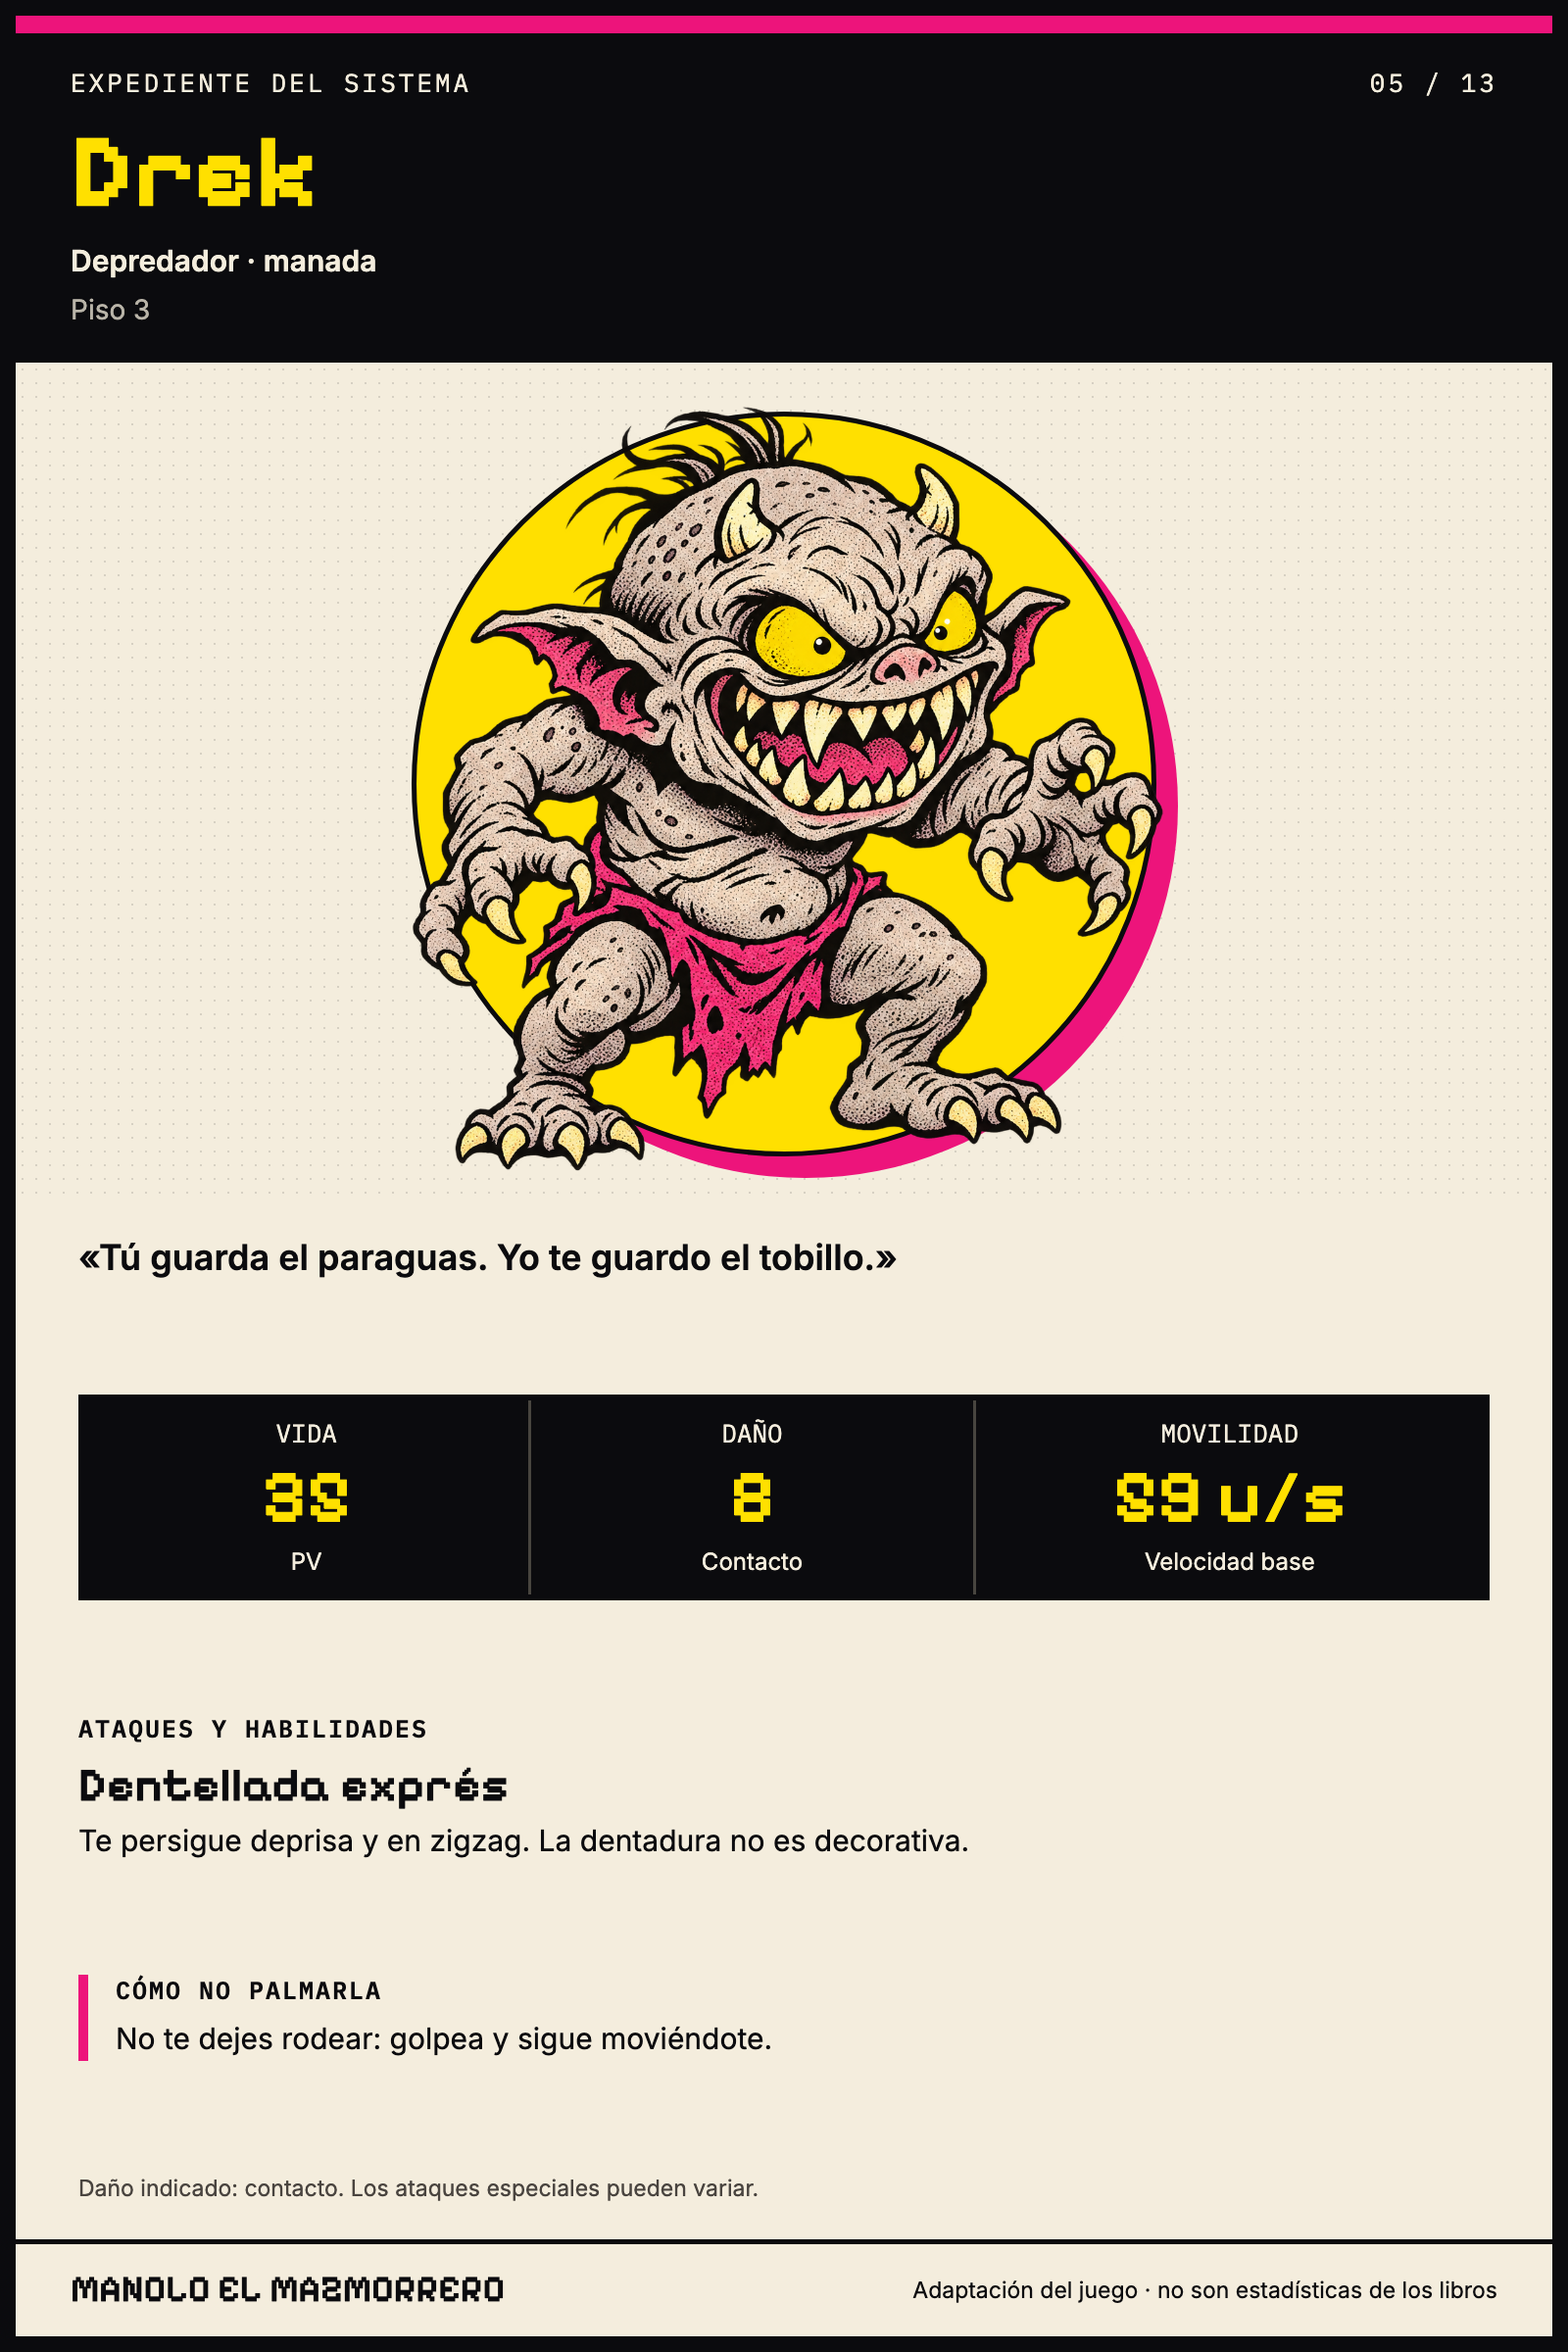 EXPEDIENTE DEL SISTEMA
05 / 13
Drek
Depredador · manada
Piso 3
«Tú guarda el paraguas. Yo te guardo el tobillo.»
VIDA
DAÑO
MOVILIDAD
8
u/s
PV
Contacto
Velocidad base
ATAQUES Y HABILIDADES
Dentellada exprés
Te persigue deprisa y en zigzag. La dentadura no es decorativa.
CÓMO NO PALMARLA
No te dejes rodear: golpea y sigue moviéndote.
Daño indicado: contacto. Los ataques especiales pueden variar.
MANOLO EL MAZMORRERO
Adaptación del juego · no son estadísticas de los libros